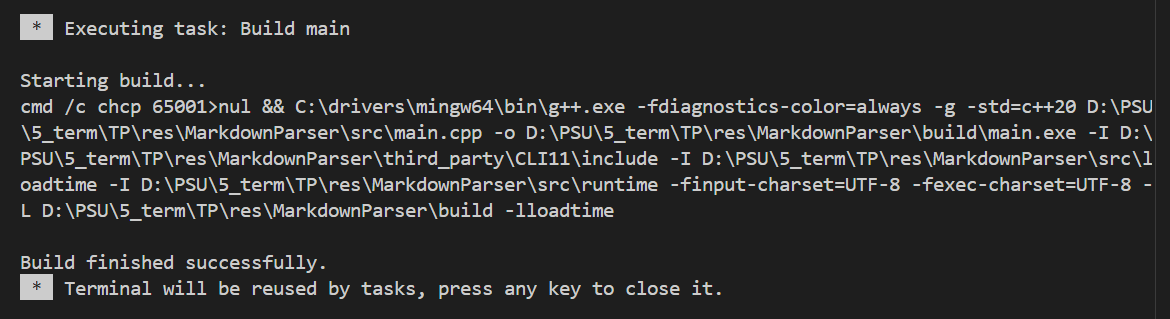 * Executing task: Build main
Starting build...
cmd /c chcp 65001>nul && C:\drivers\mingw64\bin\g++.exe -fdiagnostics-color=always -g -std=c++20 D:\PSU
\5_term\TP\res\MarkdownParser\src\main.cpp -o D:\PSU\5_term\TP\res\MarkdownParser\build\main.exe -I D:\
PSU\5_term\TP\res\MarkdownParser\third_party\CLI11\include -I D:\PSU\5_term\TP\res\MarkdownParser\src\l
oadtime -I D:\PSU\5_term\TP\res\MarkdownParser\src\runtime -finput-charset=UTF-8 -fexec-charset=UTF-8 -
L D:\PSU\5_term\TP\res\MarkdownParser\build -lloadtime
Build finished successfully.
* Terminal will be reused by tasks, press any key to close it.